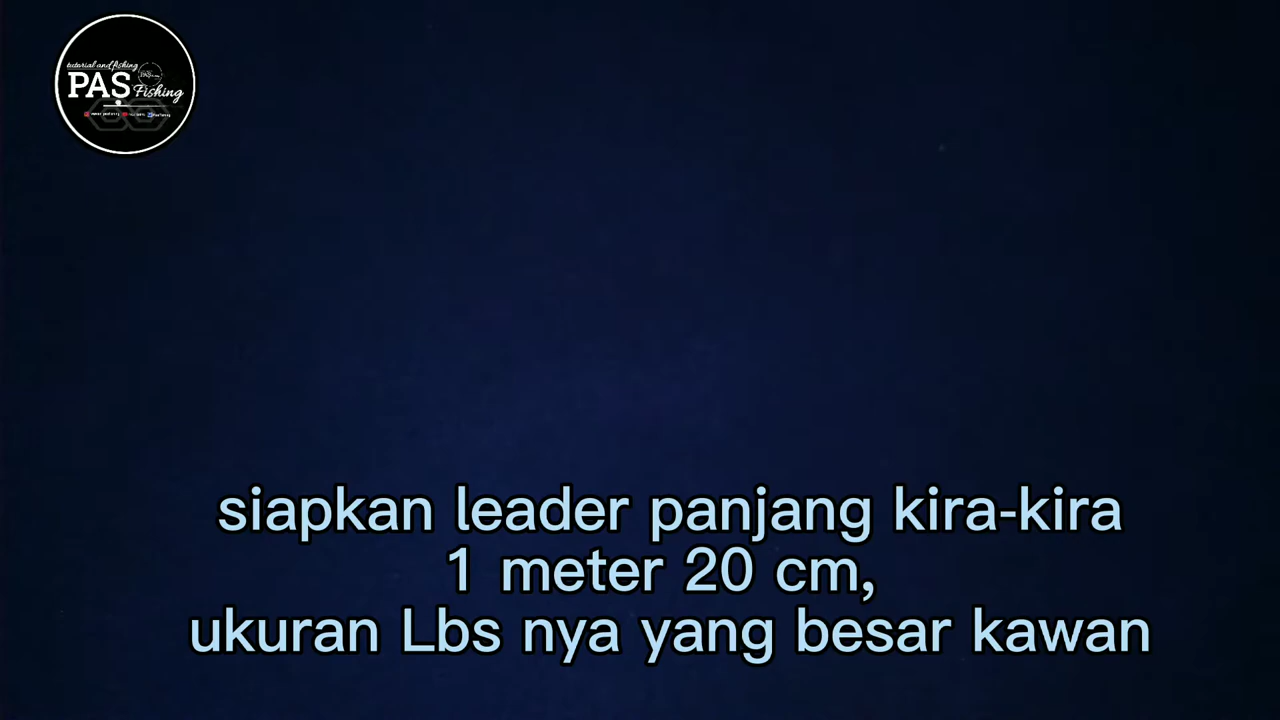 tutorial and fishing
PAS Fishing
siapkan leader panjang kira-kira
1 meter 20 cm,
ukuran Lbs nya yang besar kawan